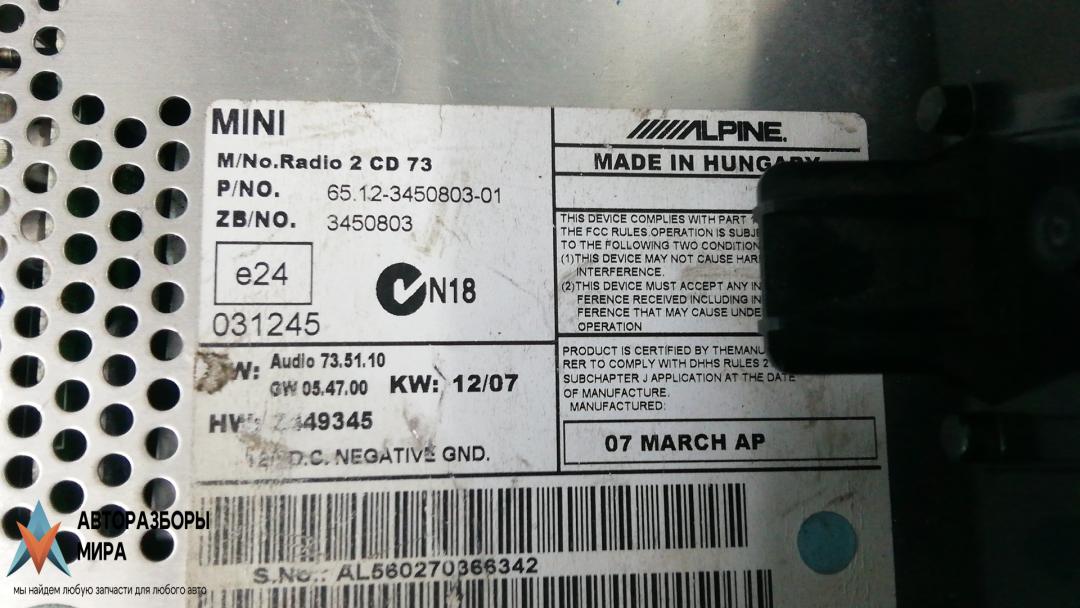 MINI
M/No.Radio 2 CD 73
P/NO. 65.12-3450803-01
ZB/NO. 3450803
e24
N18
031245
Audio 73.51.10
GW 05.47.00
KW: 12/07
D.C. NEGATIVE GND.
ALPINE.
MADE IN HUNGARY
THIS DEVICE COMPLIES WITH PART
THE FCC RULES.OPERATION IS
TO THE FOLLOWING TWO
(1)THIS DEVICE MAY NOT CAUSE
INTERFERENCE.
(2)THIS DEVICE MUST ACCEPT ANY
FERENCE RECEIVED INCLUDING
FERENCE THAT MAY CAUSE
OPERATION
PRODUCT IS CERTIFIED BY
RER TO COMPLY WITH DHHS RULES 2
SUBCHAPTER J APPLICATION AT THE DATE
OF MANUFACTURE.
MANUFACTURED:
07 MARCH AP
S.No.: AL560270366342
АВТОРАЗБОРЫ
МИРА
мы найдем любую запчасти для любого авто